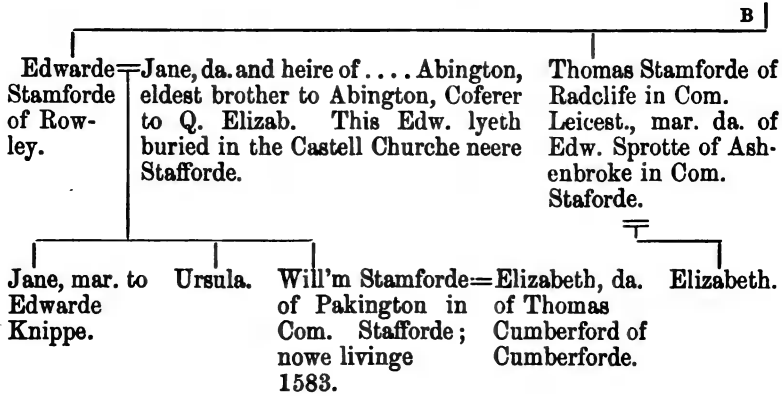 B
Edwarde=Jane, da. and heire of .... Abington,
Stamforde
of Row-
ley.
eldest brother to Abington, Coferer
to Q. Elizab. This Edw. lyeth
buried in the Castell Churche neere
Stafforde.
Thomas Stamforde of
Radclife in Com.
Leicest., mar. da. of
Edw. Sprotte of Ash-
enbroke in Com.
Staforde.
Jane, mar. to
Edwarde
Knippe.
Ursula.
Will'm Stamforde=Elizabeth, da.
of Pakington in
Com. Stafforde;
nowe livinge
1583.
of Thomas
Cumberford of
Cumberforde.
Elizabeth.